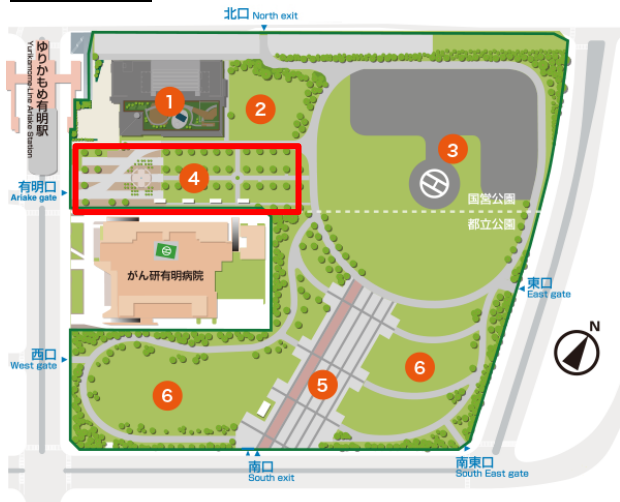 北口 North exit
ゆりかもめ有明駅
Yurikamome-Line Ariake Station
1
2
3
4
有明口
Ariake gate
国営公園
都立公園
がん研有明病院
東口
East gate
N
西口
West gate
5
6
6
南口
South exit
南東口
South East gate